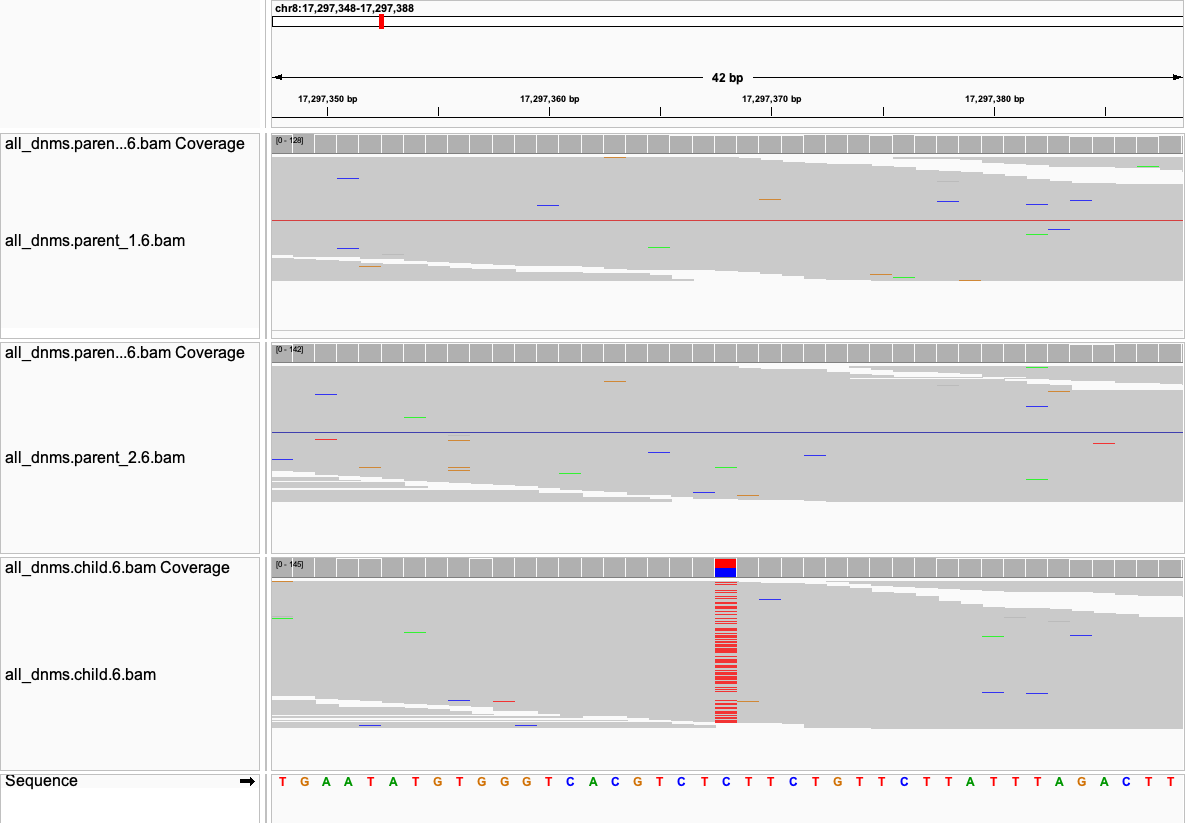 chr8:17,297,348-17,297,388
42 bp
17,297,350 bp 17,297,360 bp 17,297,370 bp 17,297,380 bp
all_dnms.paren...6.bam Coverage
[0 - 128]
all_dnms.parent_1.6.bam
all_dnms.paren...6.bam Coverage
[0 - 142]
all_dnms.parent_2.6.bam
all_dnms.child.6.bam Coverage
[0 - 145]
all_dnms.child.6.bam
Sequence T G A A T A T G T G G G T C A C G T C T C T T C T G T T C T T A T T T A G A C T T